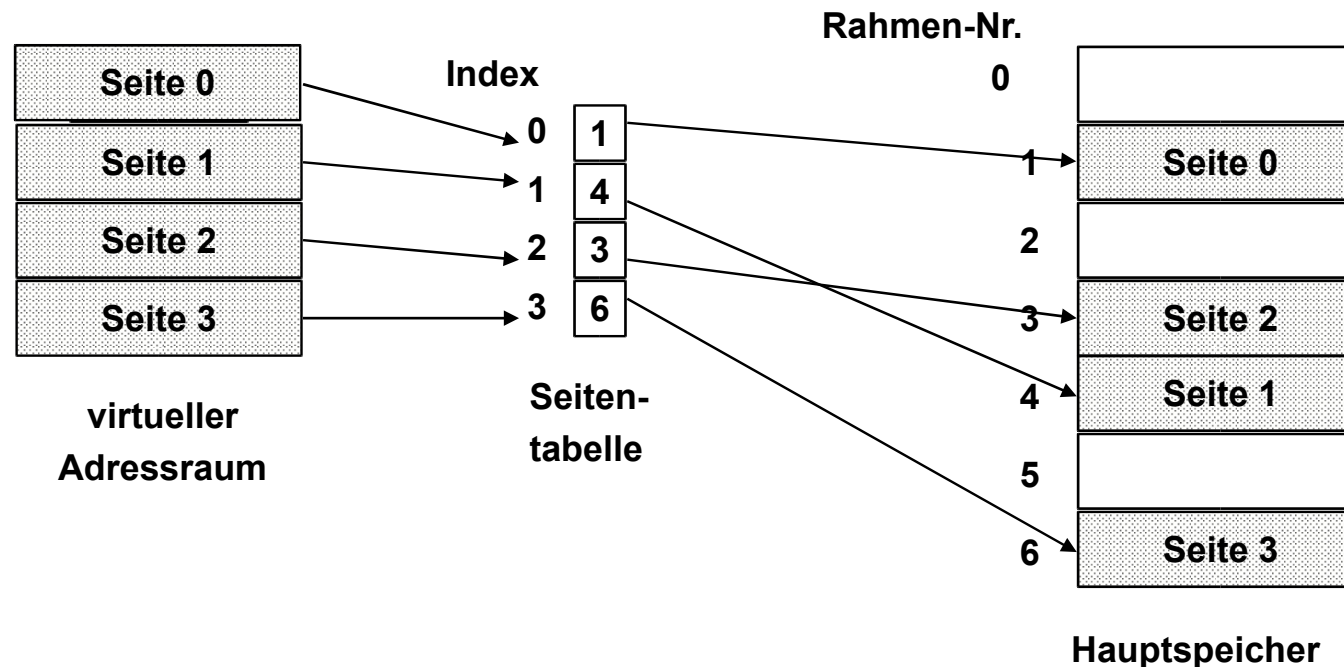 Seite 0
Seite 1
Seite 2
Seite 3
virtueller
Adressraum
Index
0 1
1 4
2 3
3 6
Seiten-
tabelle
Rahmen-Nr.
0
1 Seite 0
2
3 Seite 2
4 Seite 1
5
6 Seite 3
Hauptspeicher